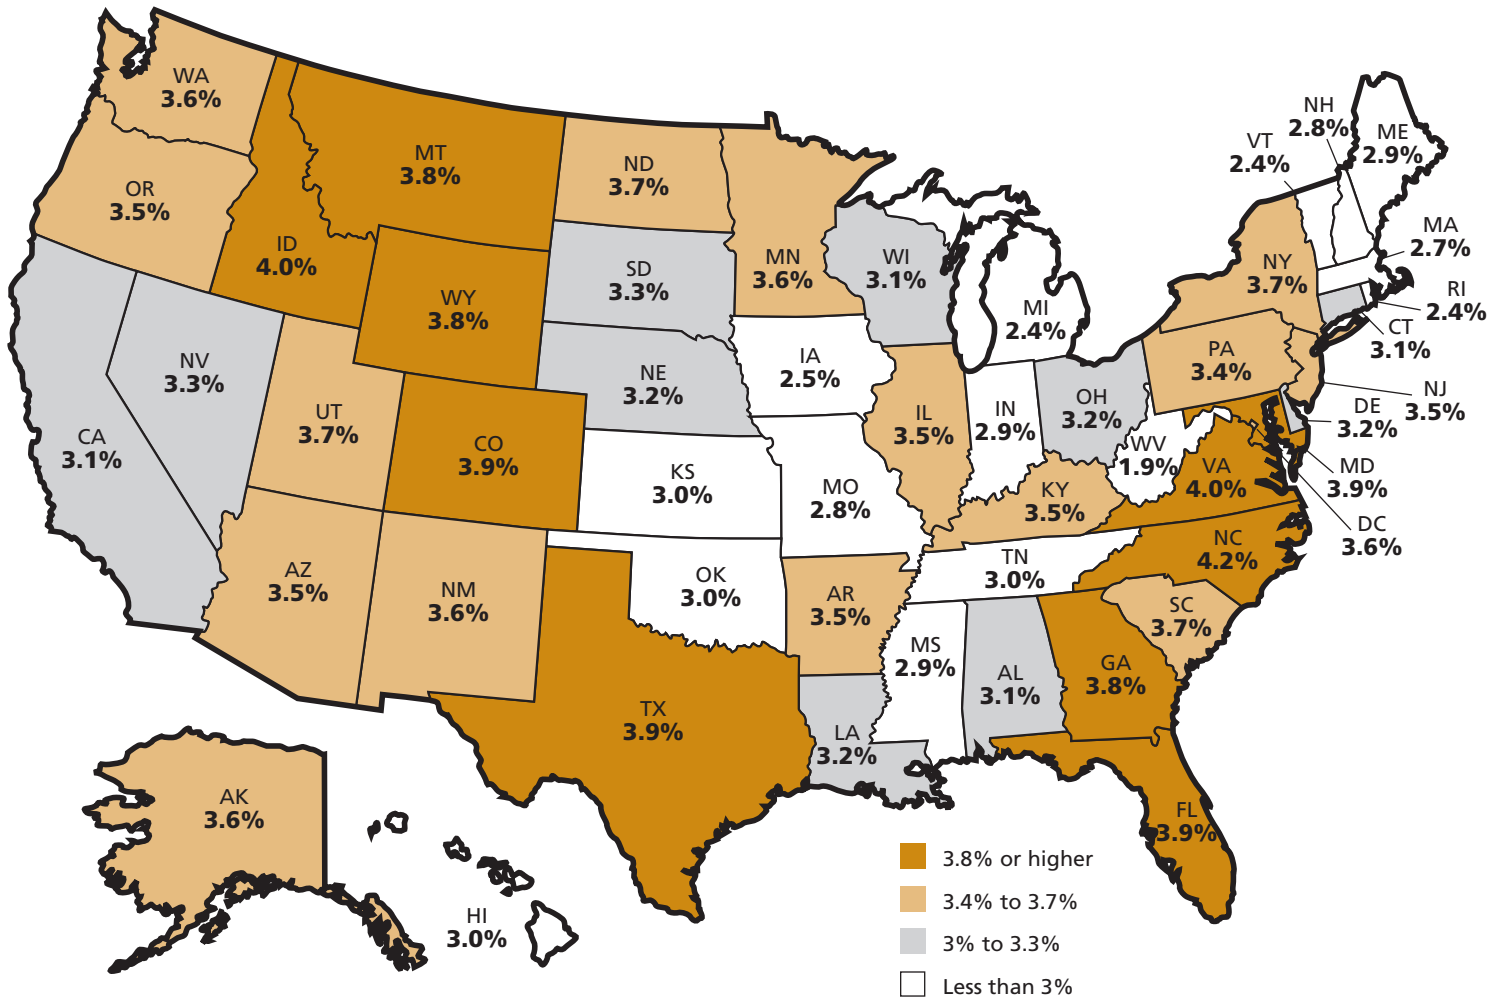 WA
3.6%
OR
3.5%
ID
4.0%
MT
3.8%
ND
3.7%
MN
3.6%
WI
3.1%
MI
2.4%
NY
3.7%
VT
2.4%
NH
2.8%
ME
2.9%
MA
2.7%
RI
2.4%
CT
3.1%
NJ
3.5%
DE
3.2%
MD
3.9%
DC
3.6%
WY
3.8%
SD
3.3%
NE
3.2%
IA
2.5%
IL
3.5%
IN
2.9%
OH
3.2%
PA
3.4%
WV
1.9%
VA
4.0%
CA
3.1%
NV
3.3%
UT
3.7%
CO
3.9%
KS
3.0%
MO
2.8%
KY
3.5%
NC
4.2%
TN
3.0%
SC
3.7%
AZ
3.5%
NM
3.6%
OK
3.0%
AR
3.5%
MS
2.9%
AL
3.1%
GA
3.8%
TX
3.9%
LA
3.2%
FL
3.9%
AK
3.6%
HI
3.0%
3.8% or higher
3.4% to 3.7%
3% to 3.3%
Less than 3%